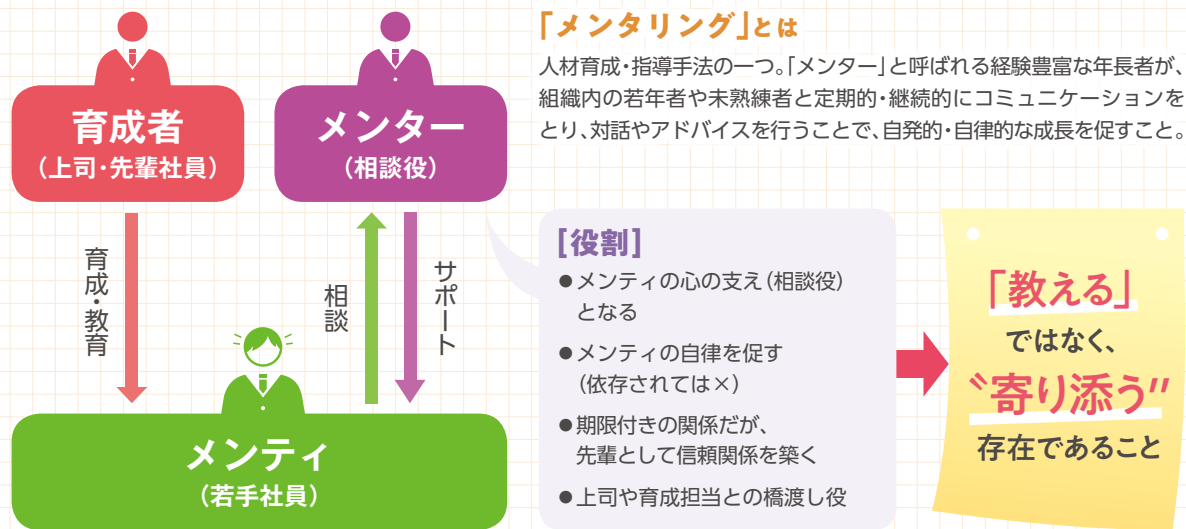 「メンタリング」とは
人材育成・指導手法の一つ。「メンター」と呼ばれる経験豊富な年長者が、
組織内の若年者や未熟練者と定期的・継続的にコミュニケーションを
とり、対話やアドバイスを行うことで、自発的・自律的な成長を促すこと。
育成者
（上司・先輩社員）
メンター
（相談役）
育成・教育
相談
サポート
メンティ
（若手社員）
[役割]
●メンティの心の支え（相談役）
となる
●メンティの自律を促す
（依存されては×）
●期限付きの関係だが、
先輩として信頼関係を築く
●上司や育成担当との橋渡し役
「教える」
ではなく、
〝寄り添う〟
存在であること